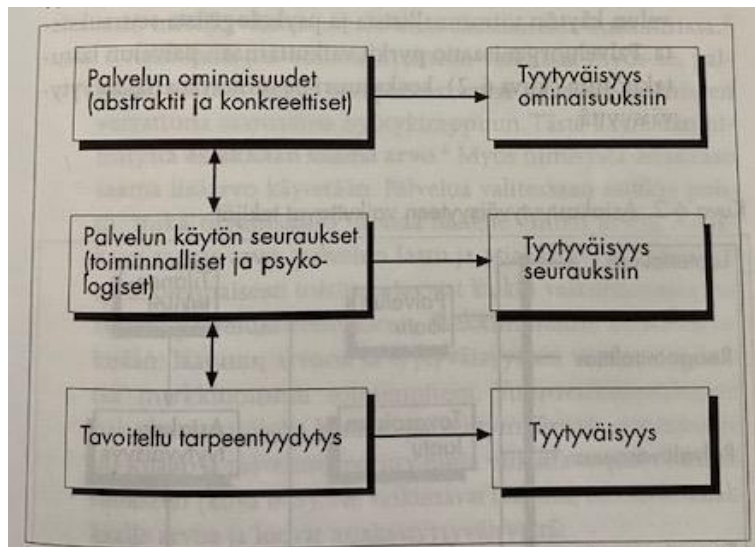 Palvelun ominaisuudet
(abstraktit ja konkreettiset)
Tyytyväisyys
ominaisuuksiin
Palvelun käytön seuraukset
(toiminnalliset ja psyko-
logiset)
Tyytyväisyys
seurauksiin
Tavoiteltu tarpeentyydytys
Tyytyväisyys